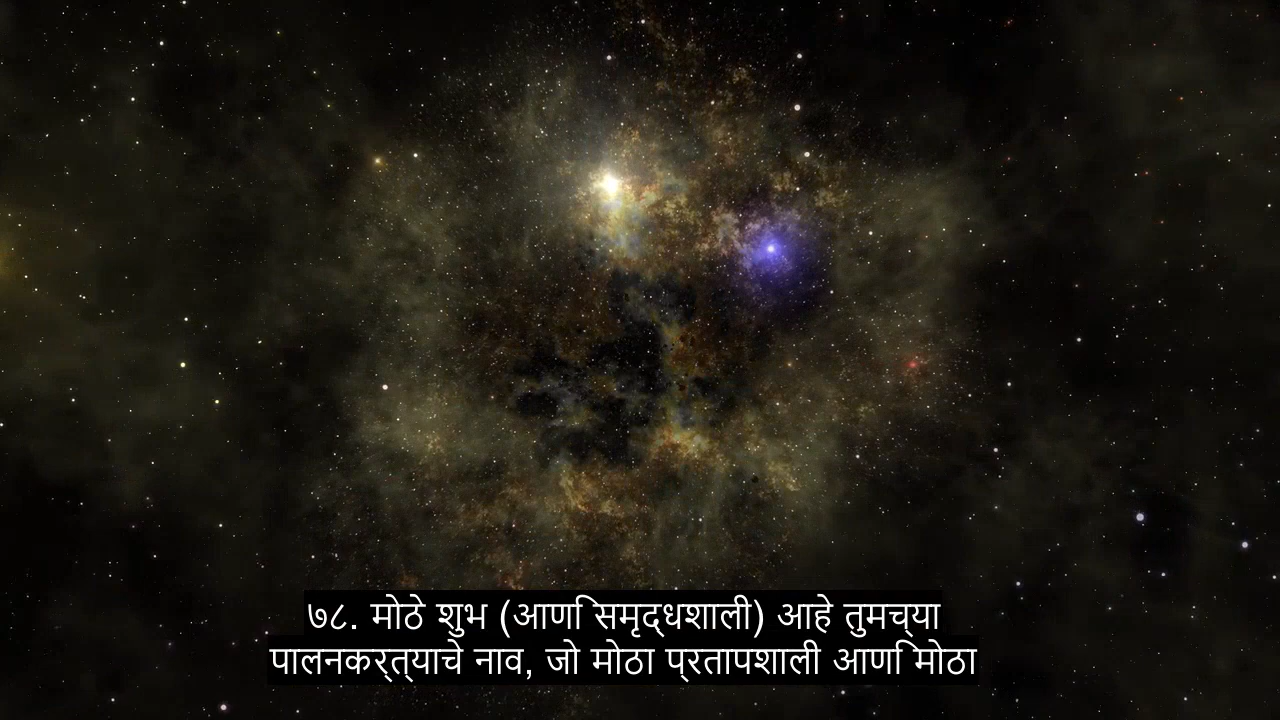 ७८. मोठे शुभ (आणि समृद्धशाली) आहे तुमच्या
पालनकर्त्याचे नाव, जो मोठा प्रतापशाली आणि मोठा